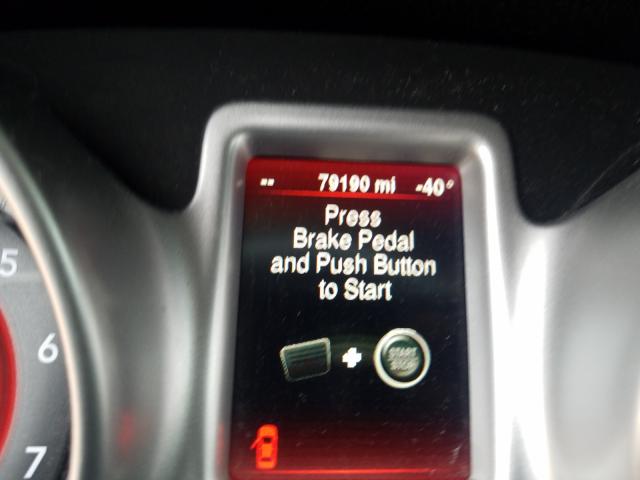 -- 79190 mi -40°
Press
Brake Pedal
and Push Button
to Start
START
STOP
5
6
7